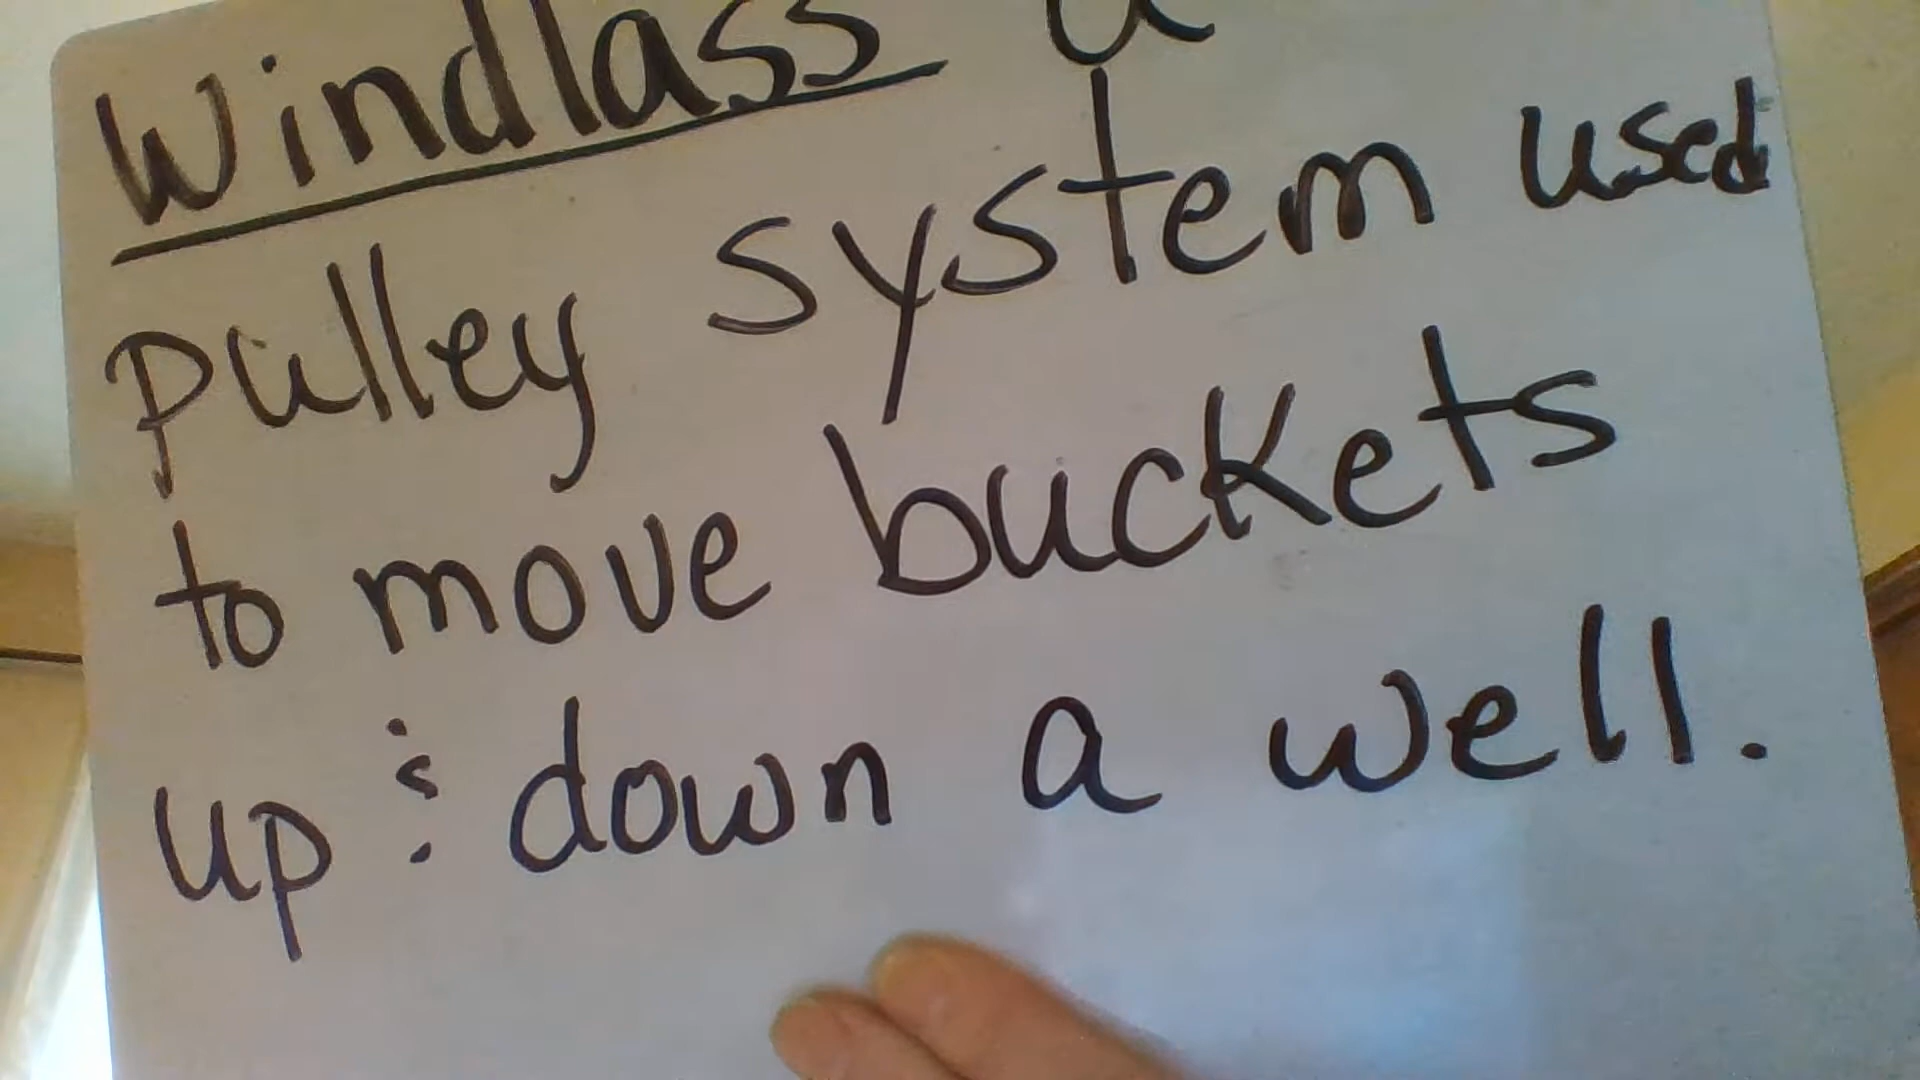 Windlass a
pulley system used
to move buckets
up & down a well.